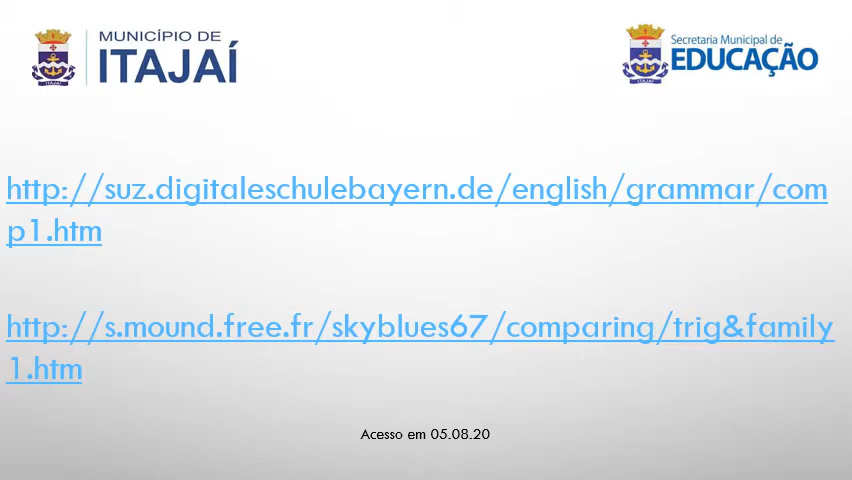 MUNICÍPIO DE
ITAJAÍ
Secretaria Municipal de
EDUCAÇÃO
http://suz.digitaleschulebayern.de/english/grammar/com
p1.htm
http://s.mound.free.fr/skyblues67/comparing/trig&family
1.htm
Acesso em 05.08.20